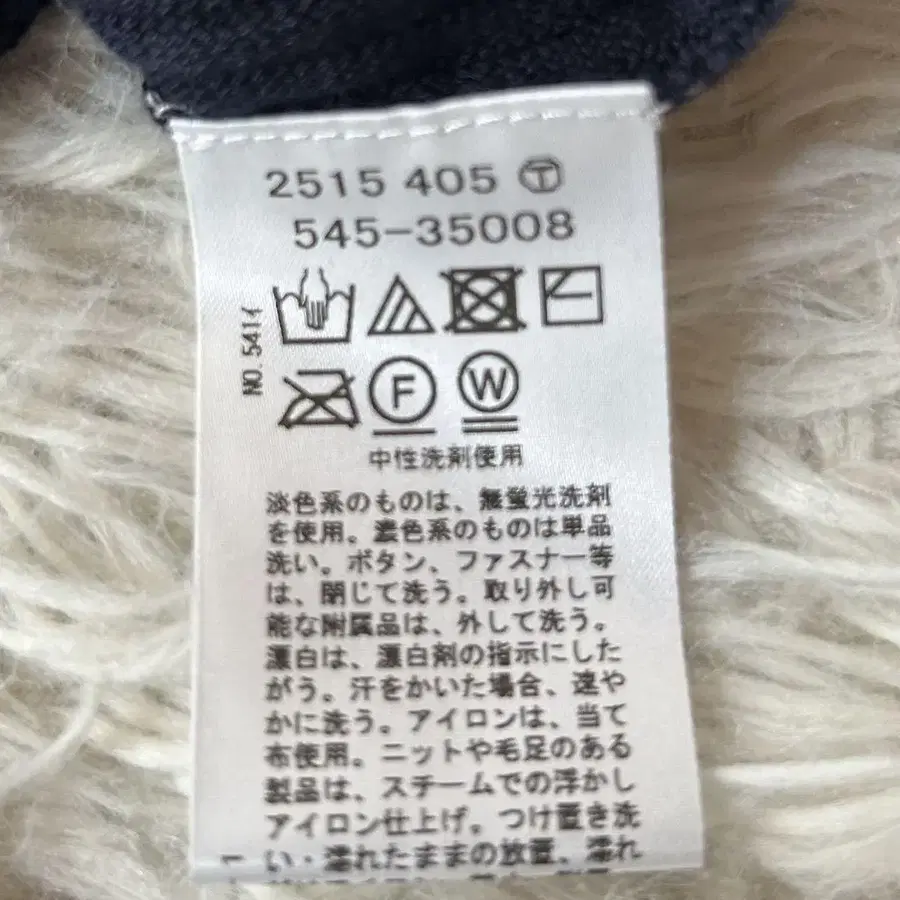 2515 405 Ⓣ
545-35008
NO. 541イ
F W
中性洗剤使用
淡色系のものは、無蛍光洗剤
を使用。濃色系のものは単品
洗い。ボタン、ファスナー等
は、閉じて洗う。取り外し可
能な附属品は、外して洗う。
漂白は、漂白剤の指示にした
がう。汗をかいた場合、速や
かに洗う。アイロンは、当て
布使用。ニットや毛足のある
製品は、スチームでの浮かし
アイロン仕上げ。つけ置き洗
い・濡れたままの放置、濡れ